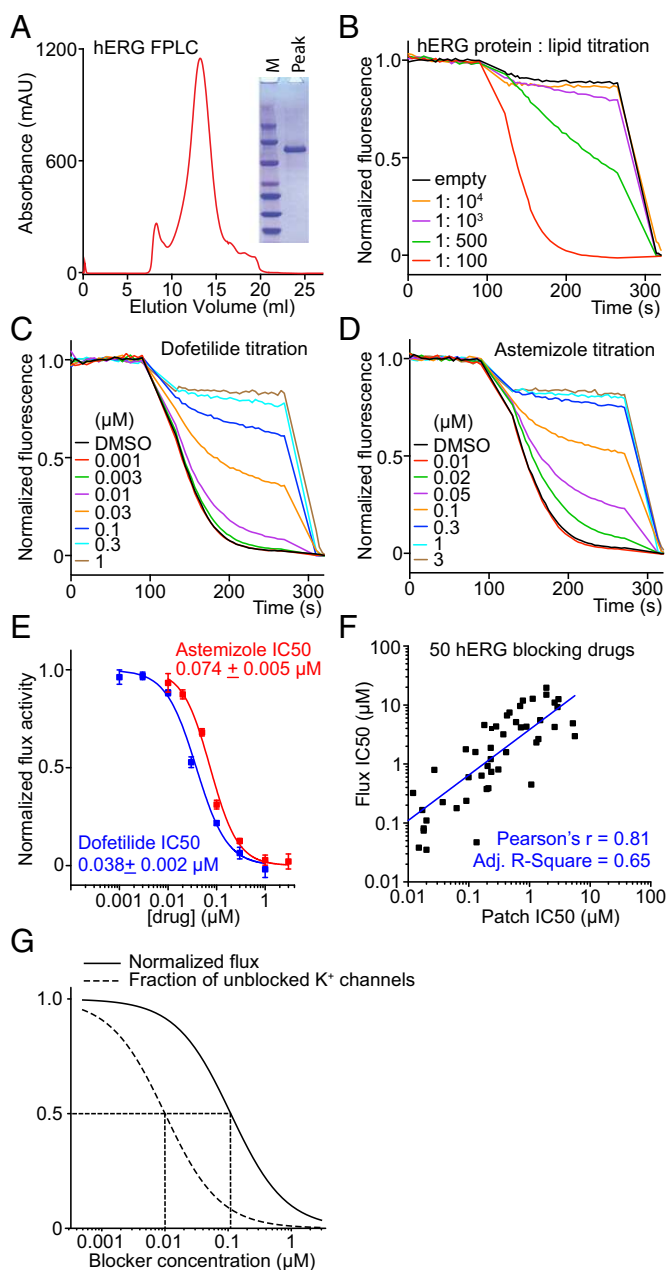 A
hERG FPLC
M
Peak
Absorbance (mAU)
1200
600
0
0 5 10 15 20 25
Elution Volume (ml)
B
hERG protein : lipid titration
Normalized fluorescence
1.0
0.5
0
empty
1: 10⁴
1: 10³
1: 500
1: 100
0 100 200 300
Time (s)
C
Dofetilide titration
Normalized fluorescence
1.0
0.5
0
(µM)
DMSO
0.001
0.003
0.01
0.03
0.1
0.3
1
0 100 200 300
Time (s)
D
Astemizole titration
Normalized fluorescence
1.0
0.5
0
(µM)
DMSO
0.01
0.02
0.05
0.1
0.3
1
3
0 100 200 300
Time (s)
E
Astemizole IC50
0.074 ± 0.005 µM
Normalized flux activity
1.0
0.5
0
Dofetilide IC50
0.038± 0.002 µM
0.001 0.01 0.1 1
[drug] (µM)
F
50 hERG blocking drugs
Flux IC50 (µM)
100
10
1
0.1
0.01
Pearson's r = 0.81
Adj. R-Square = 0.65
0.01 0.1 1 10 100
Patch IC50 (µM)
G
Normalized flux
Fraction of unblocked K⁺ channels
1.0
0.5
0
0.001 0.01 0.1 1
Blocker concentration (µM)